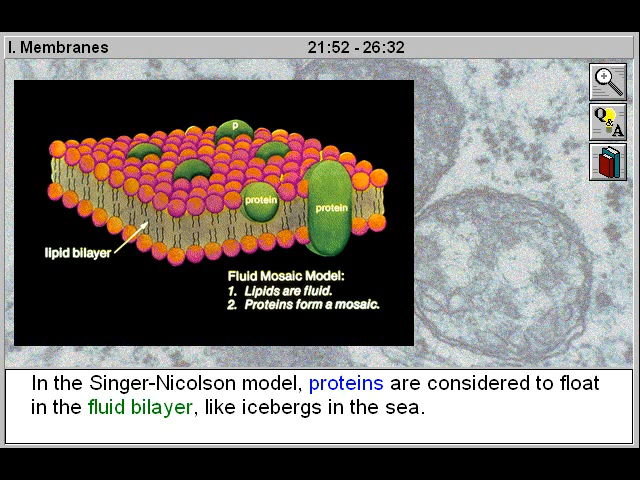 I. Membranes
21:52 - 26:32
Q&A
p
protein
protein
lipid bilayer
Fluid Mosaic Model:
1. Lipids are fluid.
2. Proteins form a mosaic.
In the Singer-Nicolson model, proteins are considered to float
in the fluid bilayer, like icebergs in the sea.